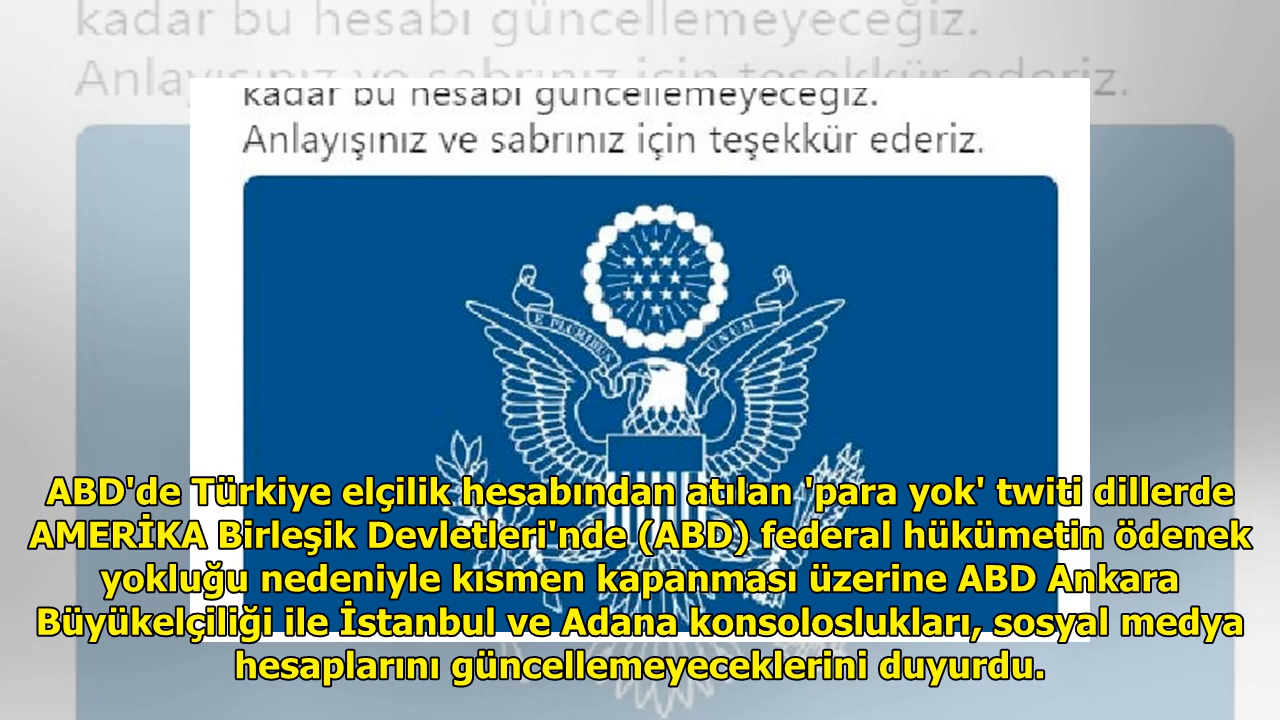 kadar bu hesabı güncellemeyeceğiz.
Anlayışınız ve sabrınız için teşekkür ederiz.
kadar bu hesabı güncellemeyeceğiz.
Anlayışınız ve sabrınız için teşekkür ederiz.
E PLURIBUS UNUM
ABD'de Türkiye elçilik hesabından atılan 'para yok' twiti dillerde
AMERİKA Birleşik Devletleri'nde (ABD) federal hükümetin ödenek
yokluğu nedeniyle kısmen kapanması üzerine ABD Ankara
Büyükelçiliği ile İstanbul ve Adana konsoloslukları, sosyal medya
hesaplarını güncellemeyeceklerini duyurdu.